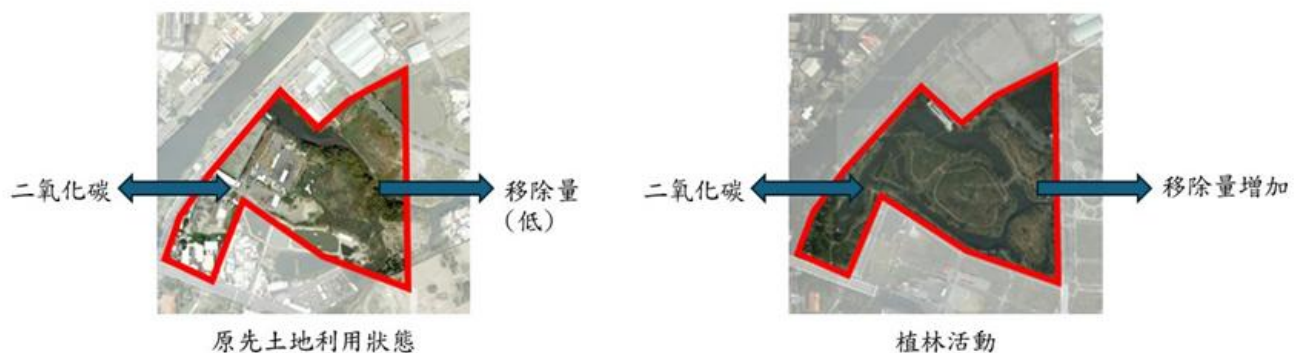 二氧化碳
移除量
(低)
原先土地利用狀態
二氧化碳
移除量增加
植林活動